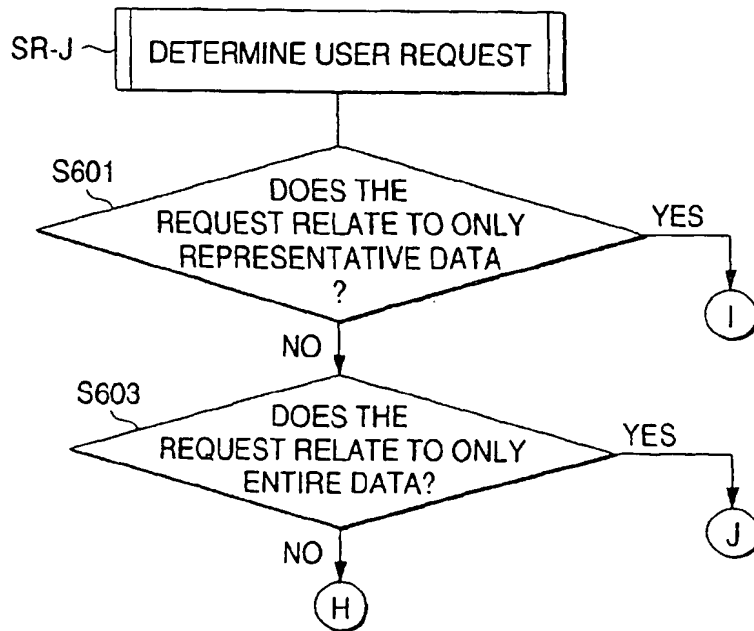 SR-J
DETERMINE USER REQUEST
S601
DOES THE
REQUEST RELATE TO ONLY
REPRESENTATIVE DATA
?
YES
I
NO
S603
DOES THE
REQUEST RELATE TO ONLY
ENTIRE DATA?
YES
J
NO
H